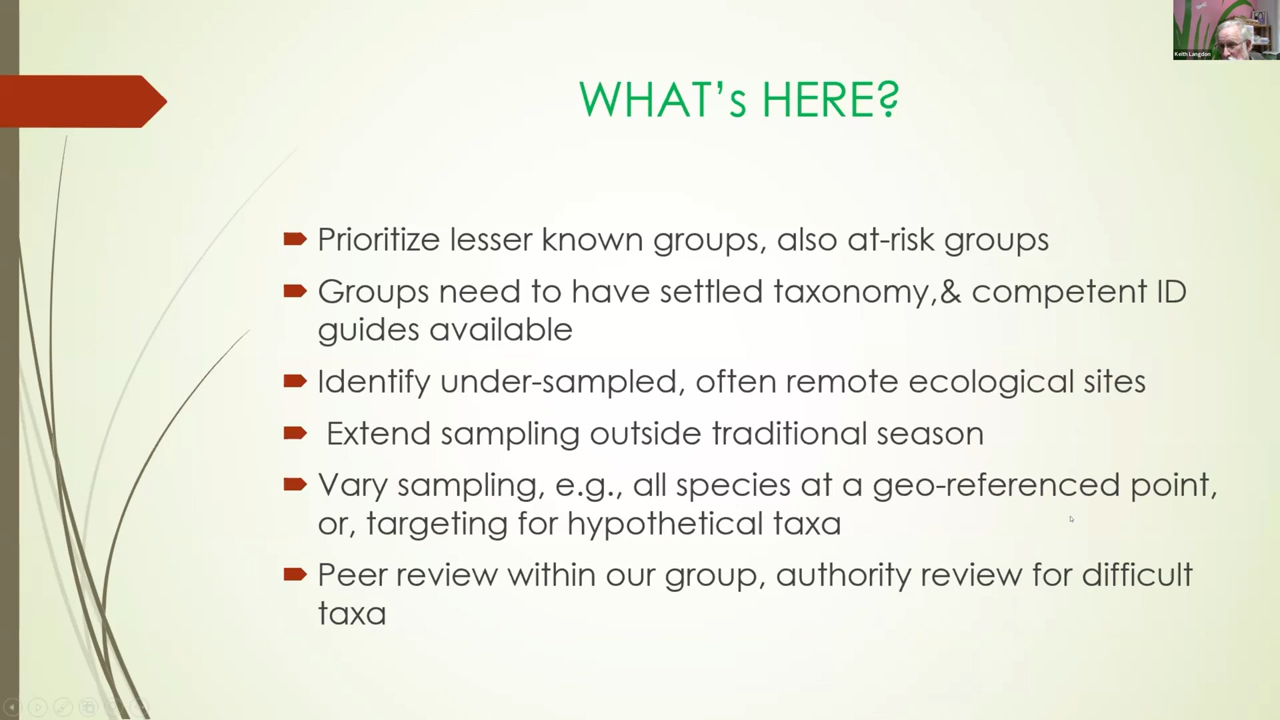 Keith Langdon
WHAT's HERE?
Prioritize lesser known groups, also at-risk groups
Groups need to have settled taxonomy,& competent ID
guides available
Identify under-sampled, often remote ecological sites
Extend sampling outside traditional season
Vary sampling, e.g., all species at a geo-referenced point,
or, targeting for hypothetical taxa
Peer review within our group, authority review for difficult
taxa